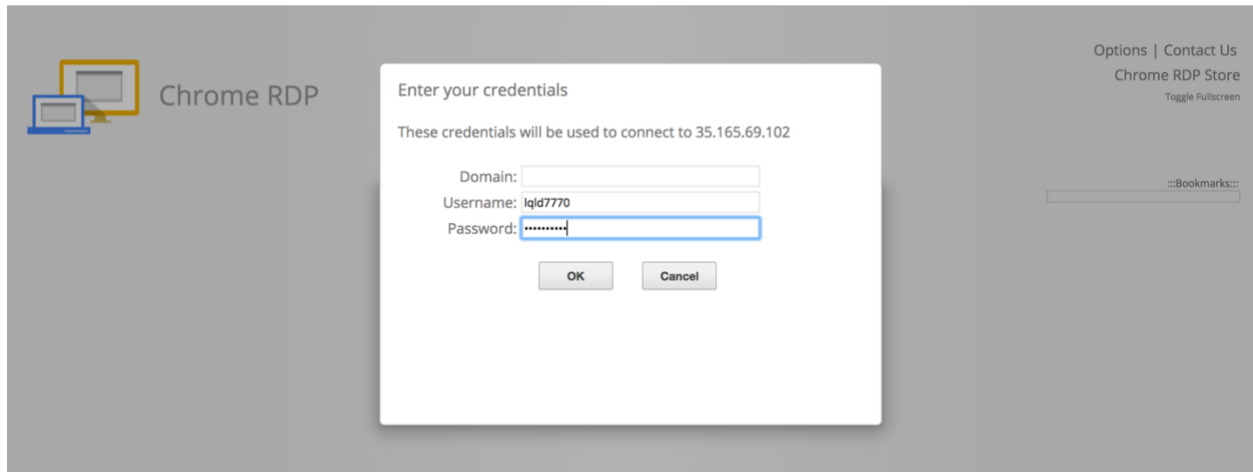 Options | Contact Us
Chrome RDP Store
Toggle Fullscreen
Chrome RDP
:::Bookmarks:::
Enter your credentials
These credentials will be used to connect to 35.165.69.102
Domain:
Username: lqld7770
Password: ••••••••••
OK Cancel